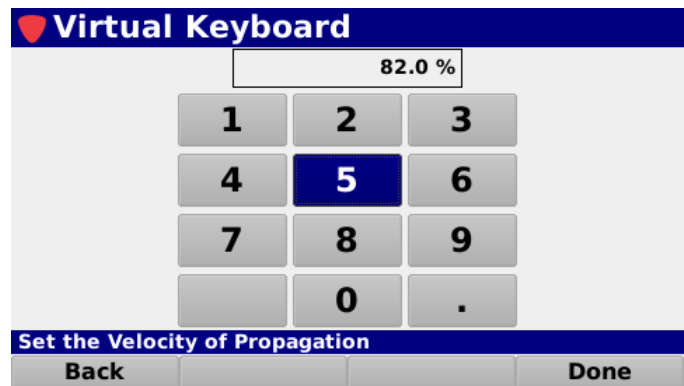 Virtual Keyboard
82.0 %
1 2 3
4 5 6
7 8 9
0 .
Set the Velocity of Propagation
Back Done